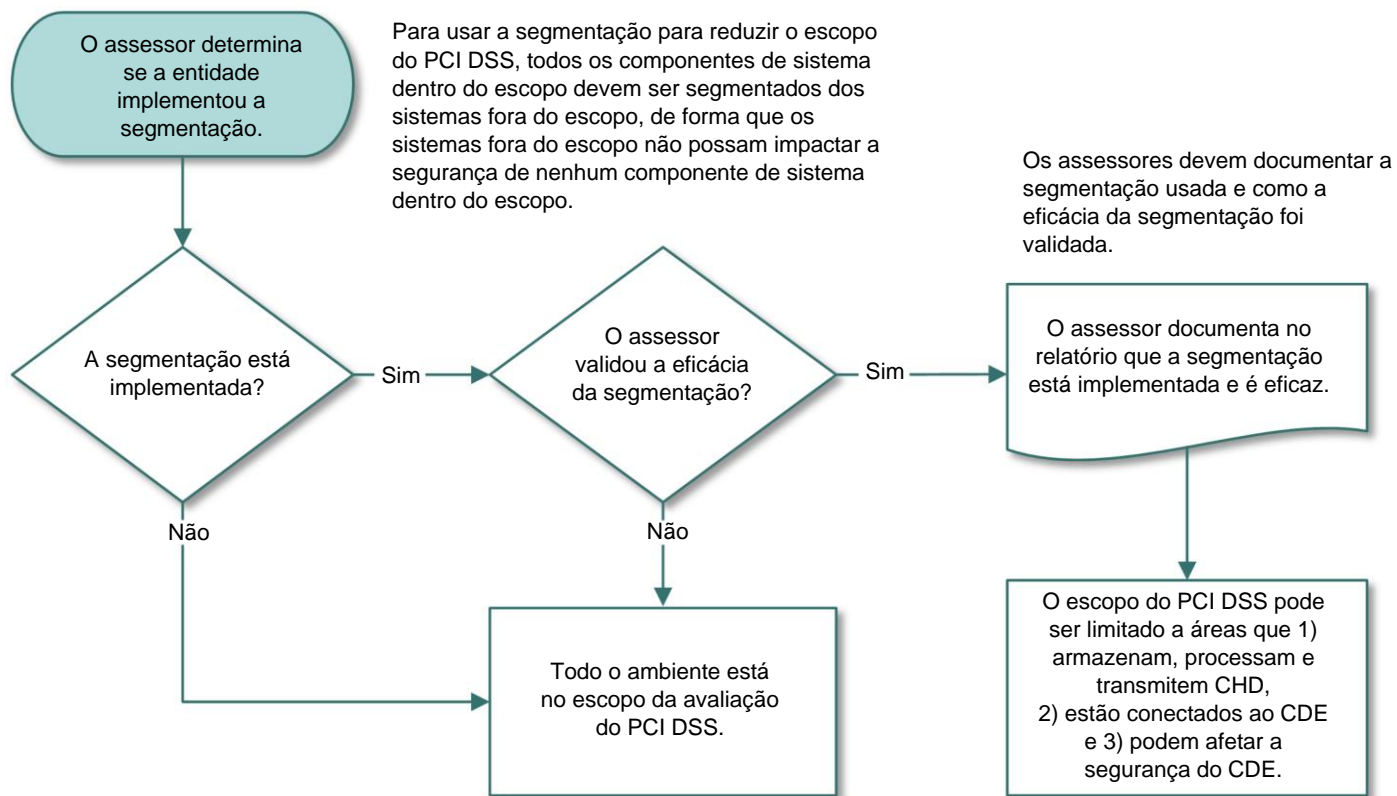 O assessor determina
se a entidade
implementou a
segmentação.
Para usar a segmentação para reduzir o escopo
do PCI DSS, todos os componentes de sistema
dentro do escopo devem ser segmentados dos
sistemas fora do escopo, de forma que os
sistemas fora do escopo não possam impactar a
segurança de nenhum componente de sistema
dentro do escopo.
Os assessores devem documentar a
segmentação usada e como a
eficácia da segmentação foi
validada.
A segmentação está
implementada?
Sim
O assessor
validou a eficácia
da segmentação?
Sim
O assessor documenta no
relatório que a segmentação
está implementada e é eficaz.
Não
Não
Todo o ambiente está
no escopo da avaliação
do PCI DSS.
O escopo do PCI DSS pode
ser limitado a áreas que 1)
armazenam, processam e
transmitem CHD,
2) estão conectados ao CDE
e 3) podem afetar a
segurança do CDE.